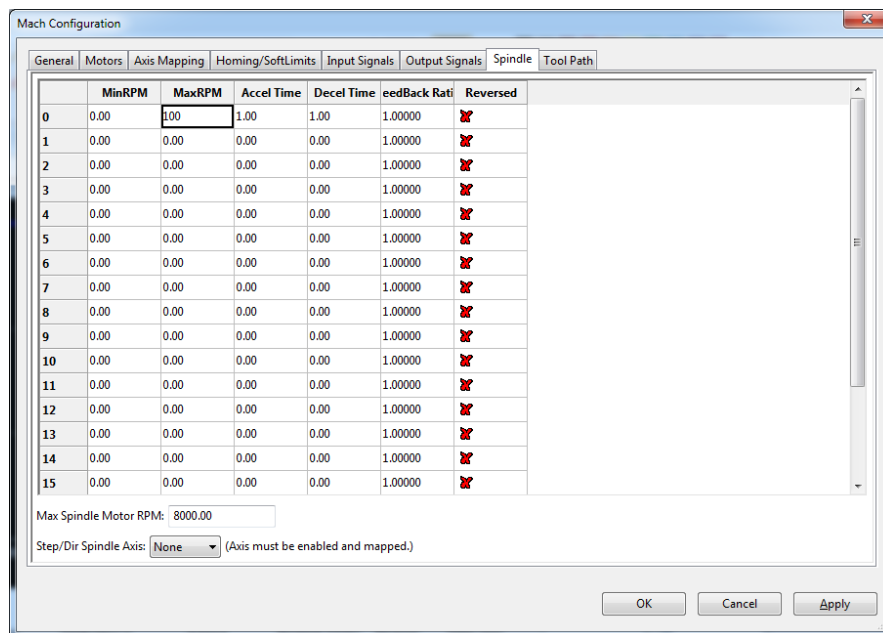 Mach Configuration
General Motors Axis Mapping Homing/SoftLimits Input Signals Output Signals Spindle Tool Path
MinRPM MaxRPM Accel Time Decel Time eedBack Rati Reversed
0 0.00 100 1.00 1.00 1.00000
1 0.00 0.00 0.00 0.00 1.00000
2 0.00 0.00 0.00 0.00 1.00000
3 0.00 0.00 0.00 0.00 1.00000
4 0.00 0.00 0.00 0.00 1.00000
5 0.00 0.00 0.00 0.00 1.00000
6 0.00 0.00 0.00 0.00 1.00000
7 0.00 0.00 0.00 0.00 1.00000
8 0.00 0.00 0.00 0.00 1.00000
9 0.00 0.00 0.00 0.00 1.00000
10 0.00 0.00 0.00 0.00 1.00000
11 0.00 0.00 0.00 0.00 1.00000
12 0.00 0.00 0.00 0.00 1.00000
13 0.00 0.00 0.00 0.00 1.00000
14 0.00 0.00 0.00 0.00 1.00000
15 0.00 0.00 0.00 0.00 1.00000
Max Spindle Motor RPM: 8000.00
Step/Dir Spindle Axis: None (Axis must be enabled and mapped.)
OK Cancel Apply